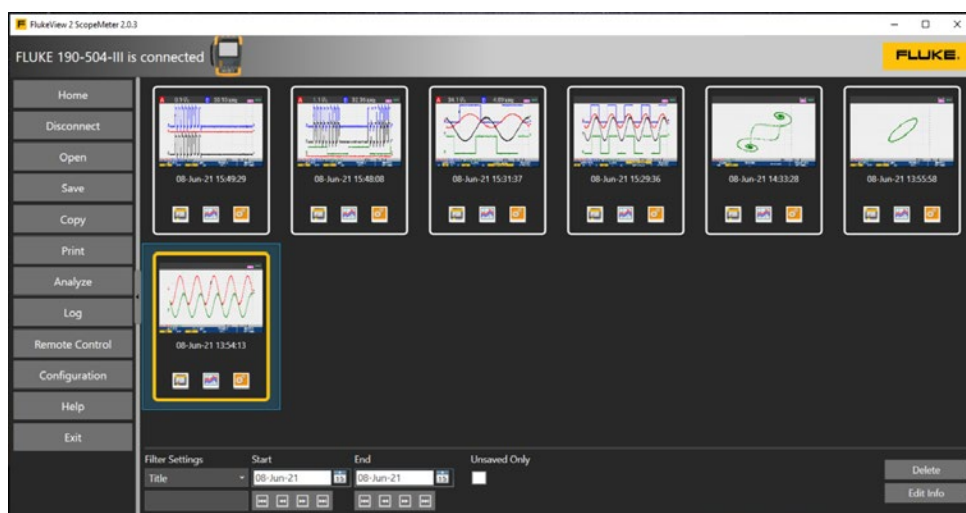 FlukeView 2 ScopeMeter 2.0.3
FLUKE 190-504-III is connected
FLUKE.
Home
Disconnect
Open
Save
Copy
Print
Analyze
Log
Remote Control
Configuration
Help
Exit
08-Jun-21 15:49:29
08-Jun-21 15:48:08
08-Jun-21 15:31:37
08-Jun-21 15:29:36
08-Jun-21 14:33:28
08-Jun-21 13:55:58
08-Jun-21 13:54:13
Filter Settings
Start
End
Unsaved Only
Title
08-Jun-21
15
08-Jun-21
15
Delete
Edit Info